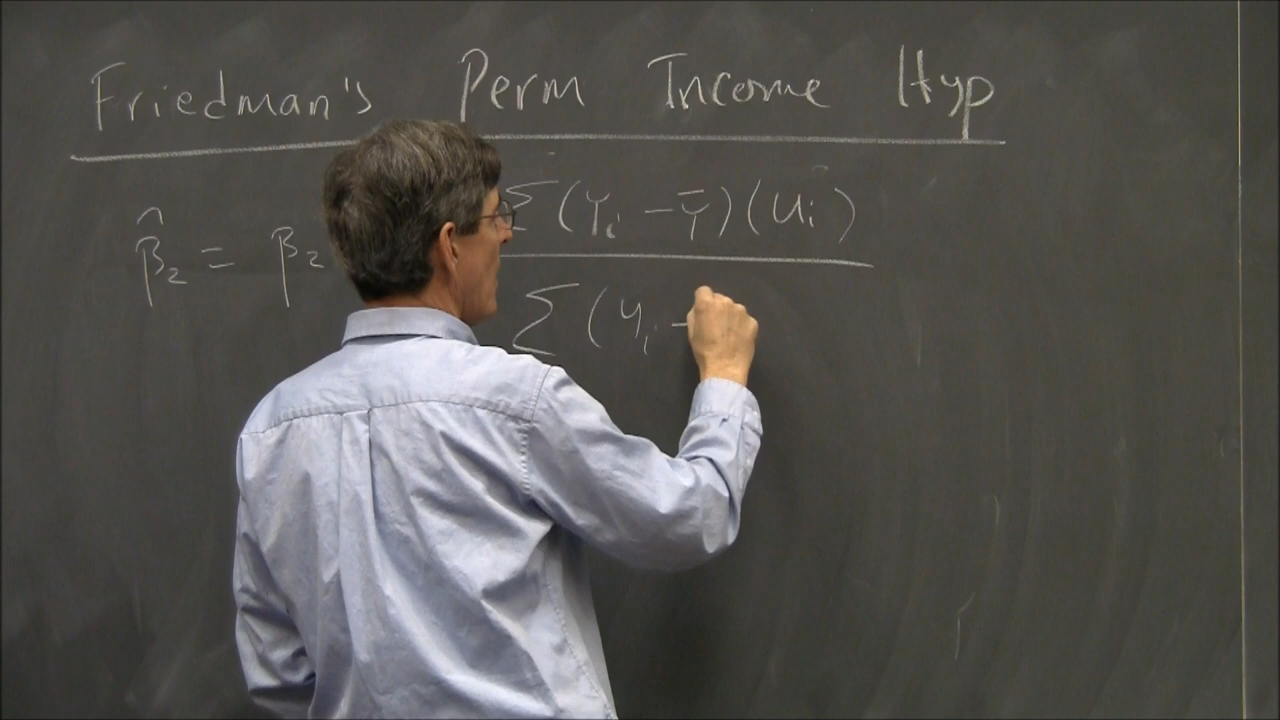 Friedman's Perm Income Hyp
β̂₂ = β₂ Σ (Yᵢ - Ȳ) (uᵢ)
Σ (yᵢ -